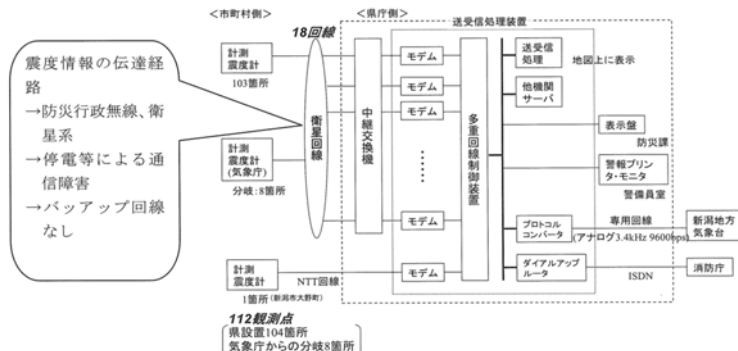 ＜市町村側＞
18回線
＜県庁側＞
送受信処理装置
震度情報の伝達経
路
→防災行政無線、衛
星系
→停電等による通
信障害
→バッアップ回線
なし
計測
震度計
103箇所
計測
震度計
(気象庁)
分岐:8箇所
計測
震度計
1箇所(新潟市大野町)
衛星回線
NTT回線
中継交換機
モデム
モデム
モデム
モデム
モデム
多重回線制御装置
送受信
処理
地図上に表示
他機関
サーバ
表示盤
防災課
警報プリン
タ・モニタ
警備員室
プロトコル
コンバータ
専用回線
(アナログ3.4kHz 9600bps)
新潟地方
気象台
ダイアルアップ
ルータ
ISDN
消防庁
112観測点
県設置104箇所
気象庁からの分岐8箇所